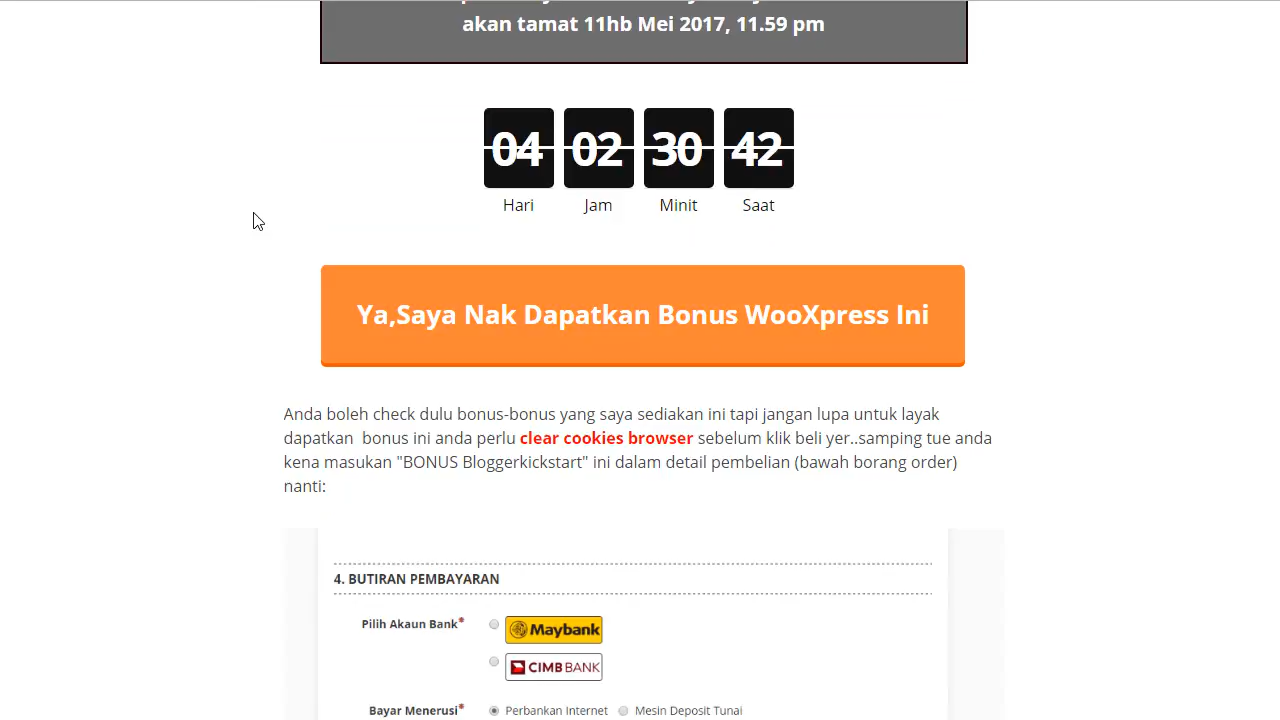 akan tamat 11hb Mei 2017, 11.59 pm
04 02 30 42
Hari Jam Minit Saat
Ya,Saya Nak Dapatkan Bonus WooXpress Ini
Anda boleh check dulu bonus-bonus yang saya sediakan ini tapi jangan lupa untuk layak
dapatkan bonus ini anda perlu clear cookies browser sebelum klik beli yer..samping tue anda
kena masukan "BONUS Bloggerkickstart" ini dalam detail pembelian (bawah borang order)
nanti:
4. BUTIRAN PEMBAYARAN
Pilih Akaun Bank* Maybank
CIMB BANK
Bayar Menerusi* Perbankan Internet Mesin Deposit Tunai